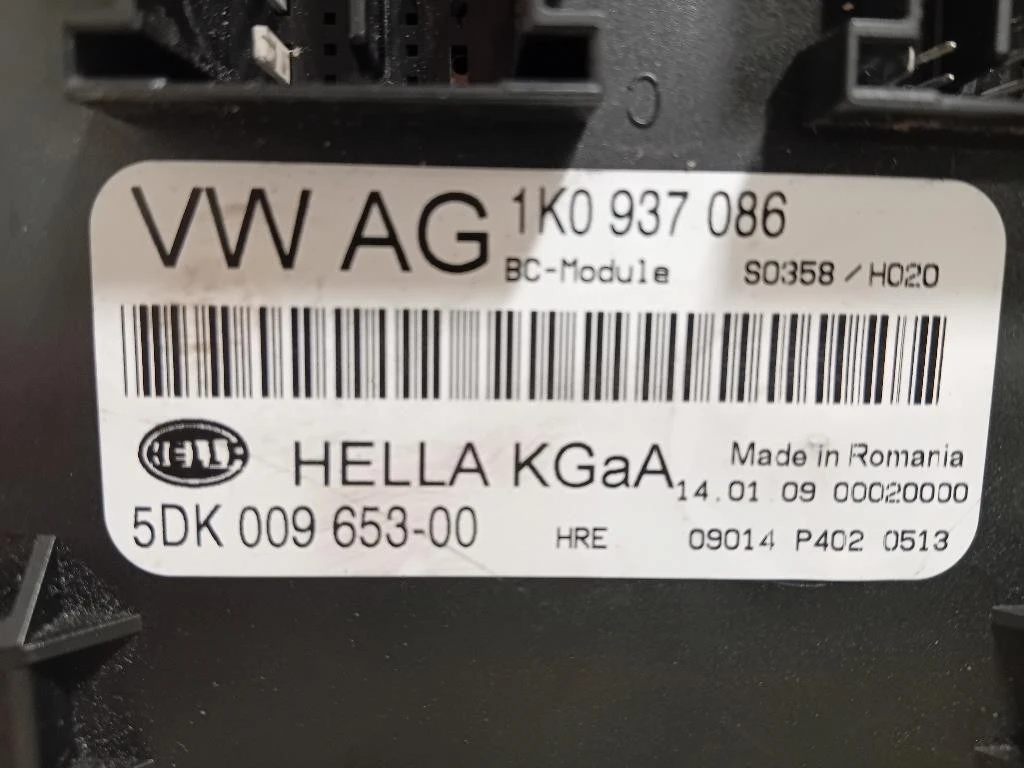 C
VW AG 1K0 937 086
BC-Module S0358 / H020
HELLA HELLA KGaA Made in Romania
14.01 09 00020000
5DK 009 653-00 HRE 09014 P402 0513